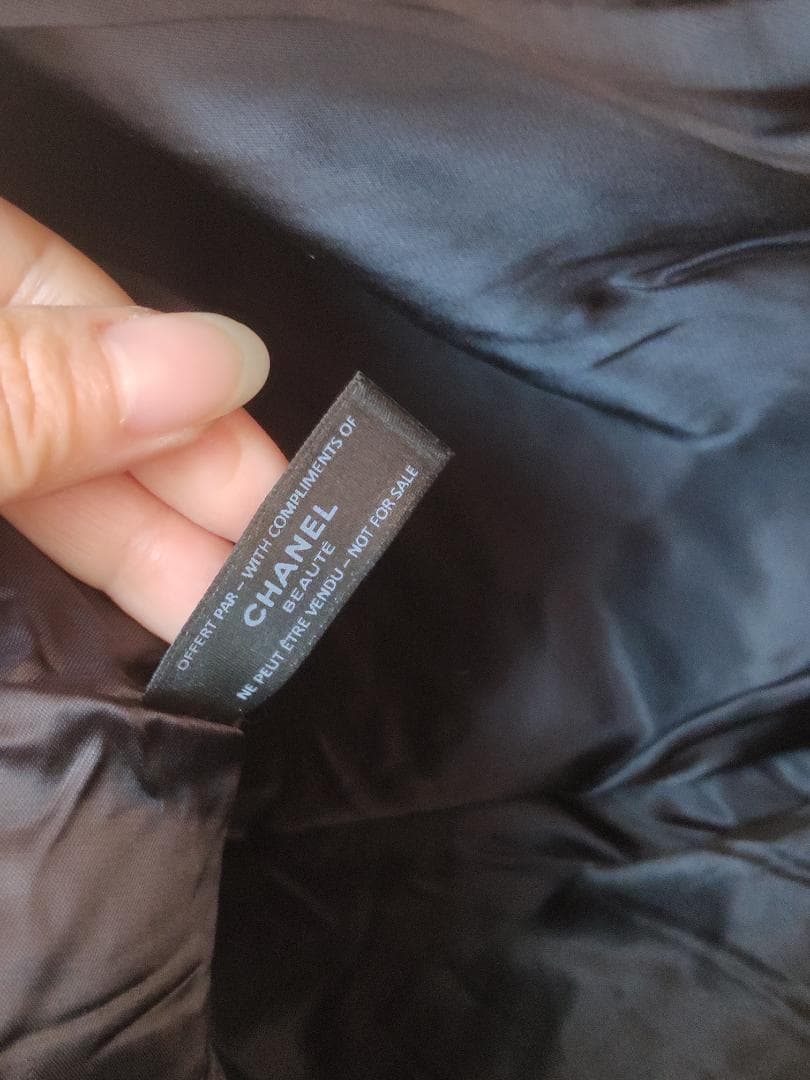 OFFERT PAR – WITH COMPLIMENTS OF
CHANEL
BEAUTÉ
NE PEUT ÊTRE VENDU – NOT FOR SALE